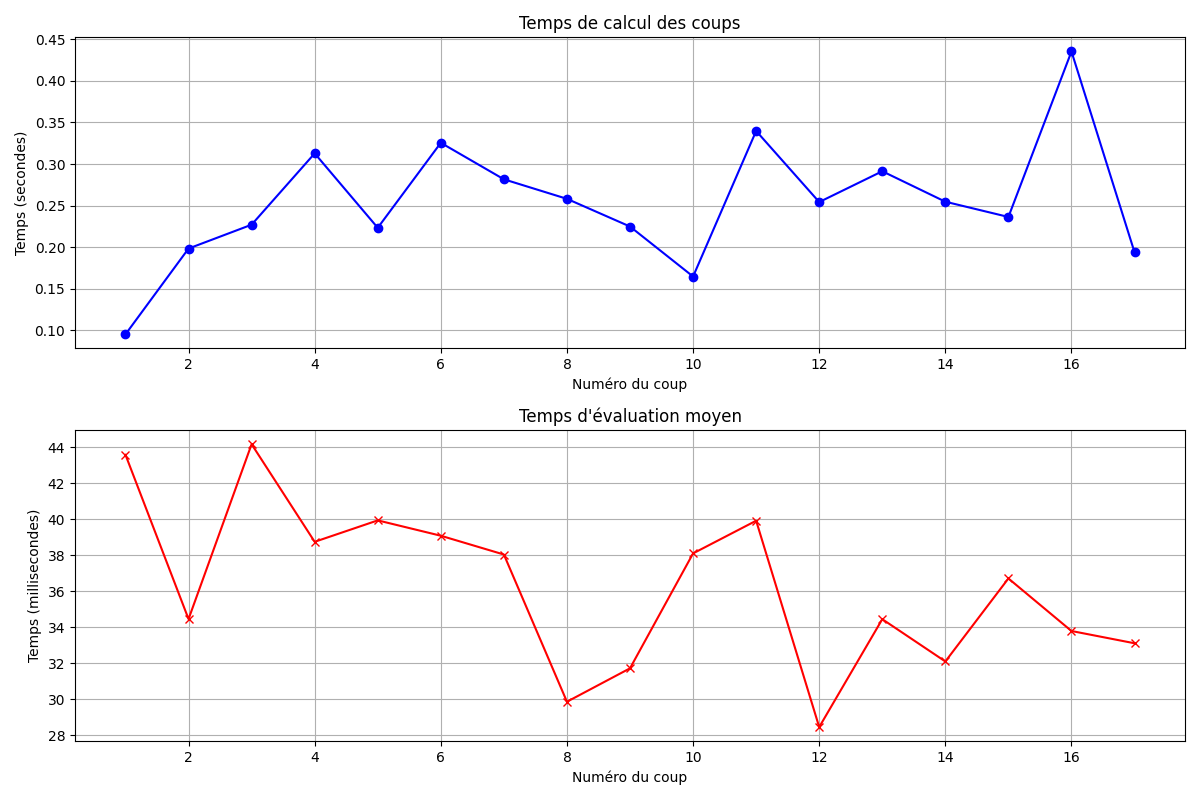 Temps de calcul des coups
Temps (secondes)
0.45
0.40
0.35
0.30
0.25
0.20
0.15
0.10
2 4 6 8 10 12 14 16
Numéro du coup
Temps d'évaluation moyen
Temps (millisecondes)
44
42
40
38
36
34
32
30
28
2 4 6 8 10 12 14 16
Numéro du coup